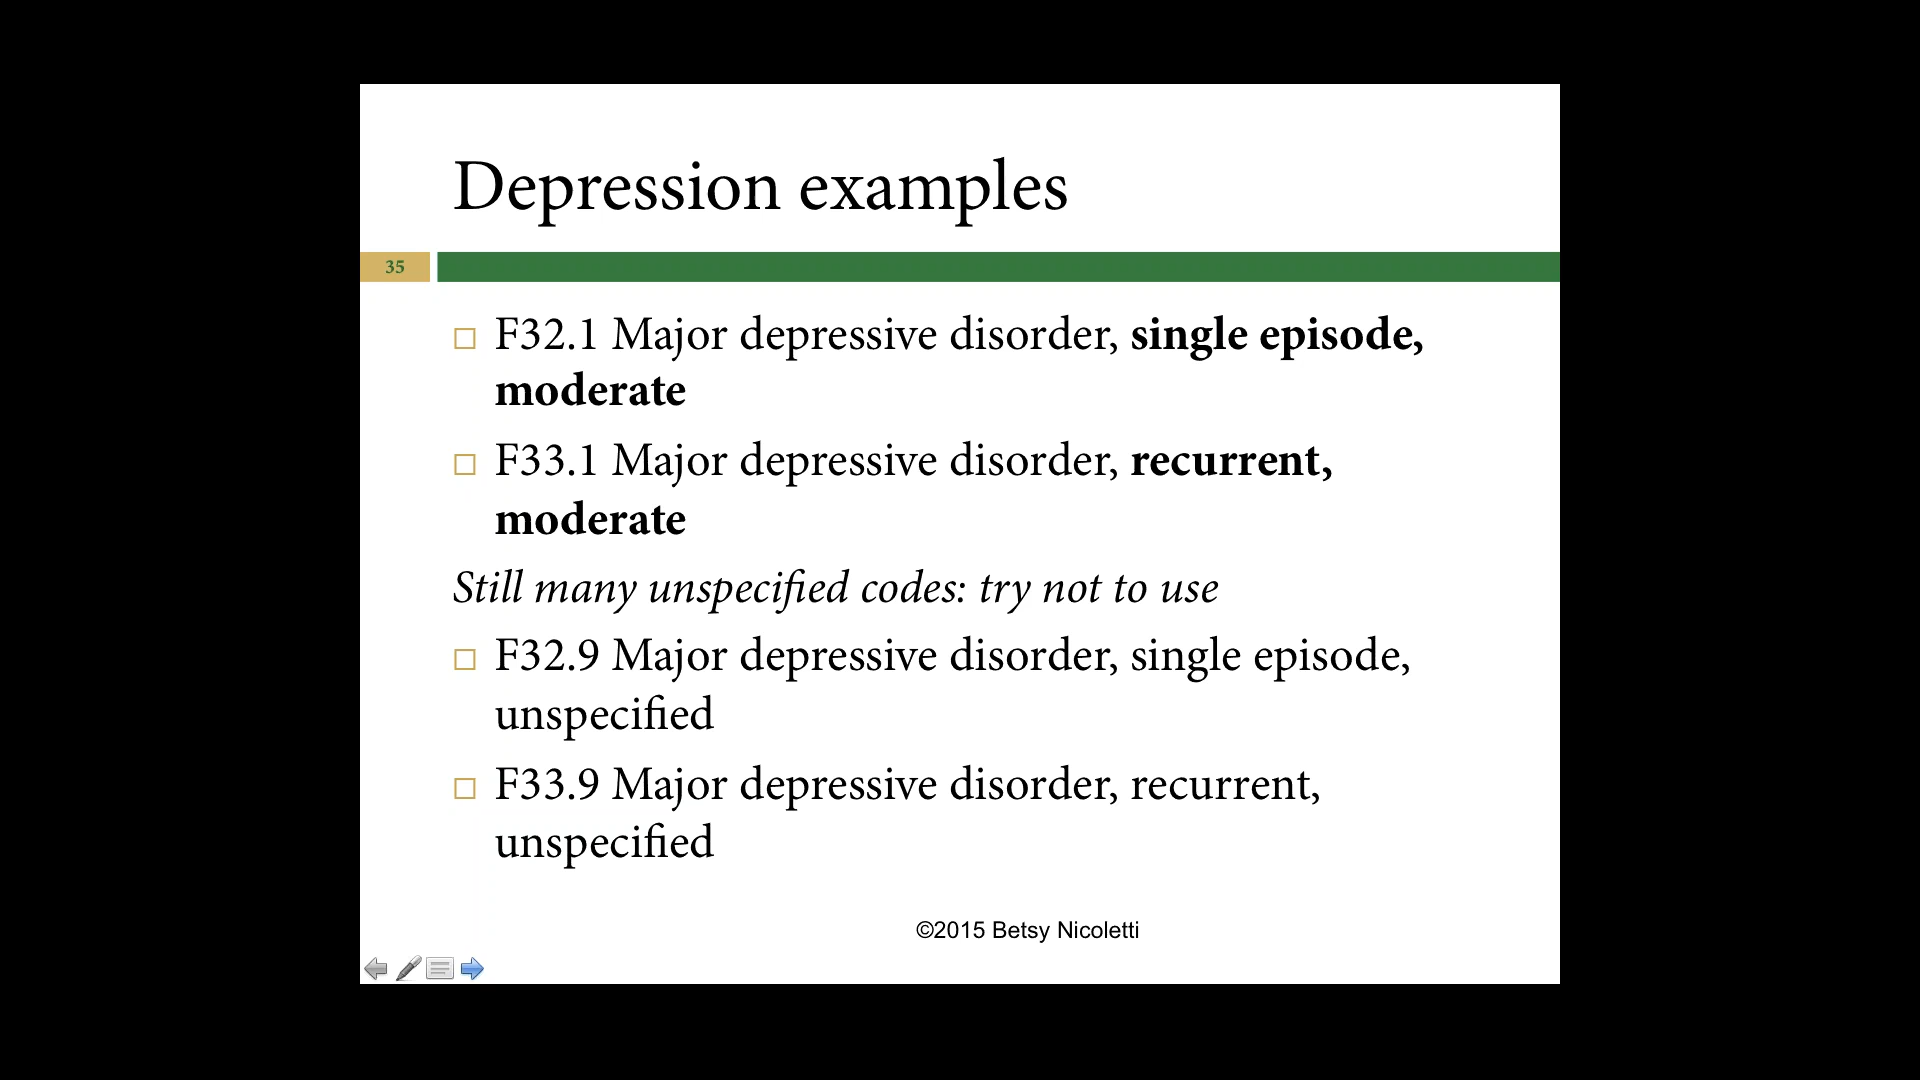 Depression examples
35
F32.1 Major depressive disorder, single episode,
moderate
F33.1 Major depressive disorder, recurrent,
moderate
Still many unspecified codes: try not to use
F32.9 Major depressive disorder, single episode,
unspecified
F33.9 Major depressive disorder, recurrent,
unspecified
©2015 Betsy Nicoletti